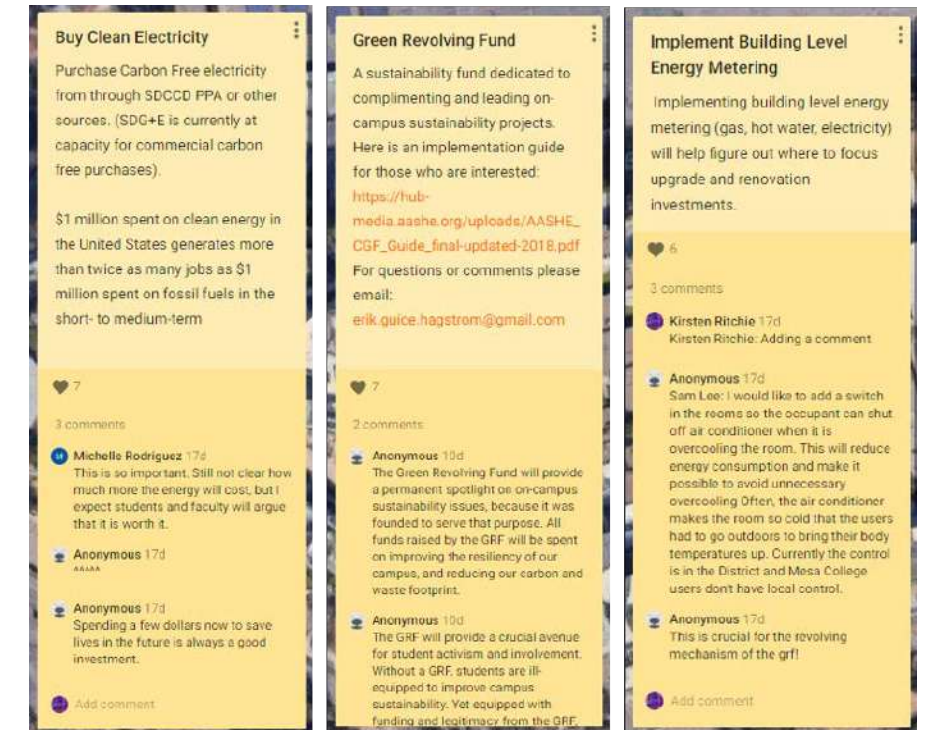 Buy Clean Electricity
Purchase Carbon Free electricity
from through SDCCD PPA or other
sources. (SDG+E is currently at
capacity for commercial carbon
free purchases).
$1 million spent on clean energy in
the United States generates more
than twice as many jobs as $1
million spent on fossil fuels in the
short- to medium-term
7
3 comments
Michelle Rodriguez 17d
This is so important. Still not clear how
much more the energy will cost, but I
expect students and faculty will argue
that it is worth it.
Anonymous 17d
^^^^^
Anonymous 17d
Spending a few dollars now to save
lives in the future is always a good
investment.
Add comment
Green Revolving Fund
A sustainability fund dedicated to
complimenting and leading on-
campus sustainability projects.
Here is an implementation guide
for those who are interested:
https://hub-
media.aashe.org/uploads/AASHE_
CGF_Guide_final-updated-2018.pdf
For questions or comments please
email:
erik.guice.hagstrom@gmail.com
7
2 comments
Anonymous 10d
The Green Revolving Fund will provide
a permanent spotlight on on-campus
sustainability issues, because it was
founded to serve that purpose. All
funds raised by the GRF will be spent
on improving the resiliency of our
campus, and reducing our carbon and
waste footprint.
Anonymous 10d
The GRF will provide a crucial avenue
for student activism and involvement.
Without a GRF, students are ill-
equipped to improve campus
sustainability. Yet equipped with
funding and legitimacy from the GRF,
Implement Building Level
Energy Metering
Implementing building level energy
metering (gas, hot water, electricity)
will help figure out where to focus
upgrade and renovation
investments.
6
3 comments
Kirsten Ritchie 17d
Kirsten Ritchie: Adding a comment
Anonymous 17d
Sam Lee: I would like to add a switch
in the rooms so the occupant can shut
off air conditioner when it is
overcooling the room. This will reduce
energy consumption and make it
possible to avoid unnecessary
overcooling Often, the air conditioner
makes the room so cold that the users
had to go outdoors to bring their body
temperatures up. Currently the control
is in the District and Mesa College
users don't have local control.
Anonymous 17d
This is crucial for the revolving
mechanism of the grf!
Add comment